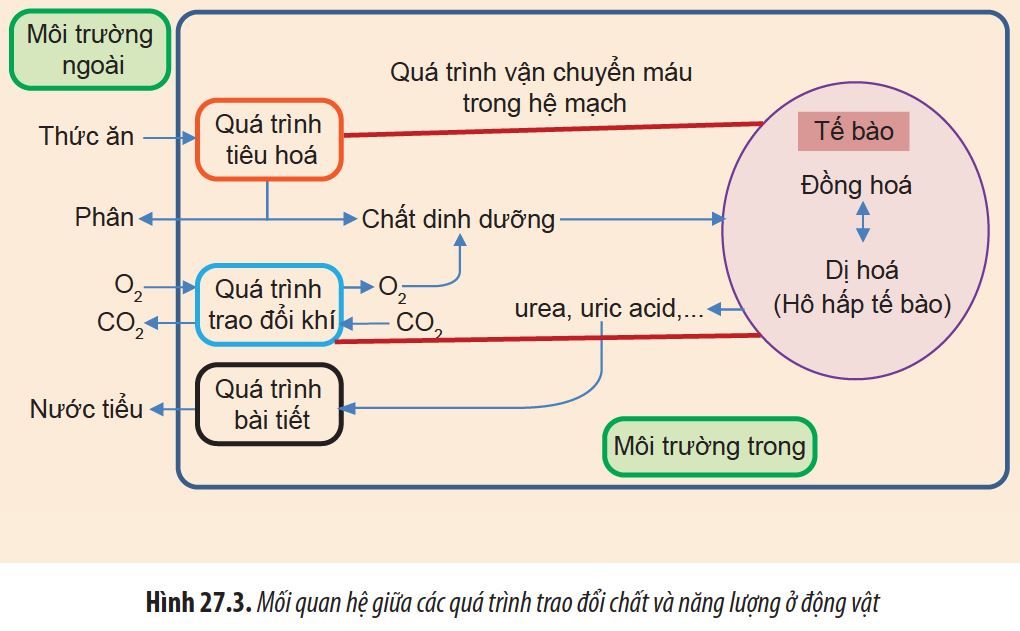 Môi trường
ngoài
Quá trình vận chuyển máu
trong hệ mạch
Thức ăn
Quá trình
tiêu hoá
Tế bào
Đồng hoá
Phân
Chất dinh dưỡng
Dị hoá
(Hô hấp tế bào)
O2
CO2
Quá trình
trao đổi khí
O2
CO2
urea, uric acid,...
Nước tiểu
Quá trình
bài tiết
Môi trường trong
Hình 27.3. Mối quan hệ giữa các quá trình trao đổi chất và năng lượng ở động vật